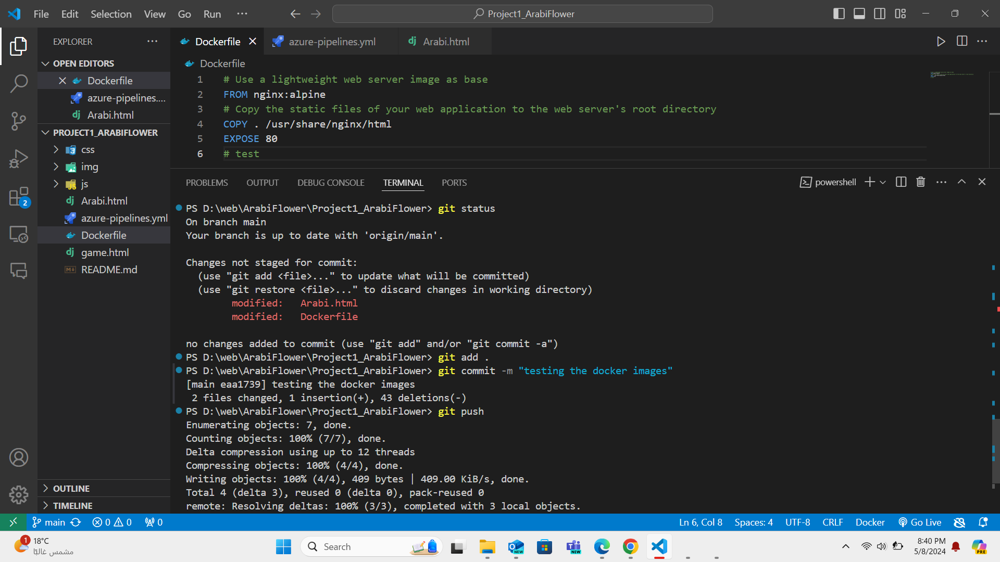 File Edit Selection View Go Run ···
Project1_ArabiFlower
EXPLORER ···
OPEN EDITORS
Dockerfile
azure-pipelines....
Arabi.html
PROJECT1_ARABIFLOWER
css
img
js
Arabi.html
azure-pipelines.yml
Dockerfile
game.html
README.md
OUTLINE
TIMELINE
2
Dockerfile azure-pipelines.yml Arabi.html
Dockerfile
1 # Use a lightweight web server image as base
2 FROM nginx:alpine
3 # Copy the static files of your web application to the web server's root directory
4 COPY . /usr/share/nginx/html
5 EXPOSE 80
6 # test
PROBLEMS OUTPUT DEBUG CONSOLE TERMINAL PORTS
powershell
PS D:\web\ArabiFlower\Project1_ArabiFlower> git status
On branch main
Your branch is up to date with 'origin/main'.
Changes not staged for commit:
(use "git add <file>..." to update what will be committed)
(use "git restore <file>..." to discard changes in working directory)
modified: Arabi.html
modified: Dockerfile
no changes added to commit (use "git add" and/or "git commit -a")
PS D:\web\ArabiFlower\Project1_ArabiFlower> git add .
PS D:\web\ArabiFlower\Project1_ArabiFlower> git commit -m "testing the docker images"
[main eaa1739] testing the docker images
2 files changed, 1 insertion(+), 43 deletions(-)
PS D:\web\ArabiFlower\Project1_ArabiFlower> git push
Enumerating objects: 7, done.
Counting objects: 100% (7/7), done.
Delta compression using up to 12 threads
Compressing objects: 100% (4/4), done.
Writing objects: 100% (4/4), 409 bytes | 409.00 KiB/s, done.
Total 4 (delta 3), reused 0 (delta 0), pack-reused 0
remote: Resolving deltas: 100% (3/3), completed with 3 local objects.
main 0 0 0 Ln 6, Col 8 Spaces: 4 UTF-8 CRLF Docker Go Live
1 18°C
مشمس غالبًا
Search
NEW
NEW
8:40 PM
5/8/2024
PRE